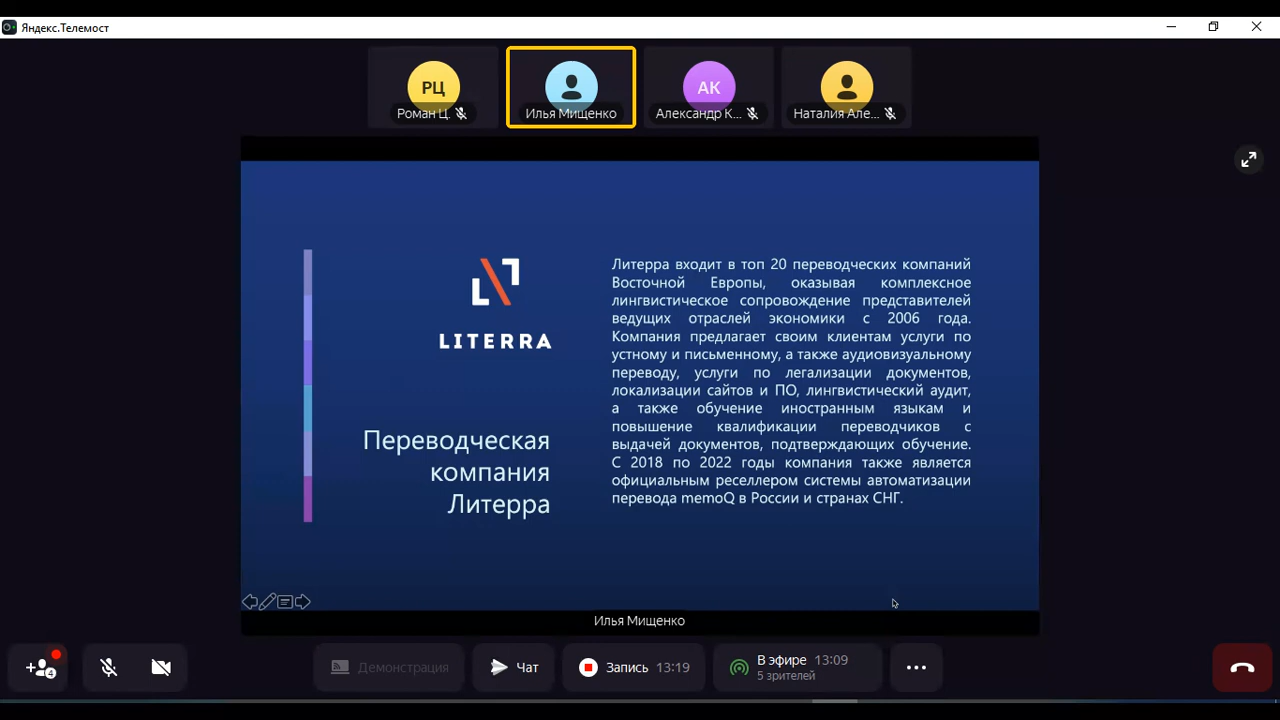 Яндекс.Телемост
РЦ
АК
Роман Ц.
Илья Мищенко
Александр К...
Наталия Але...
LITERRA
Переводческая
компания
Литерра
Литерра входит в топ 20 переводческих компаний
Восточной Европы, оказывая комплексное
лингвистическое сопровождение представителей
ведущих отраслей экономики с 2006 года.
Компания предлагает своим клиентам услуги по
устному и письменному, а также аудиовизуальному
переводу, услуги по легализации документов,
локализации сайтов и ПО, лингвистический аудит,
а также обучение иностранным языкам и
повышение квалификации переводчиков с
выдачей документов, подтверждающих обучение.
С 2018 по 2022 годы компания также является
официальным реселлером системы автоматизации
перевода memoQ в России и странах СНГ.
Илья Мищенко
4
Демонстрация
Чат
Запись 13:19
В эфире 13:09
5 зрителей